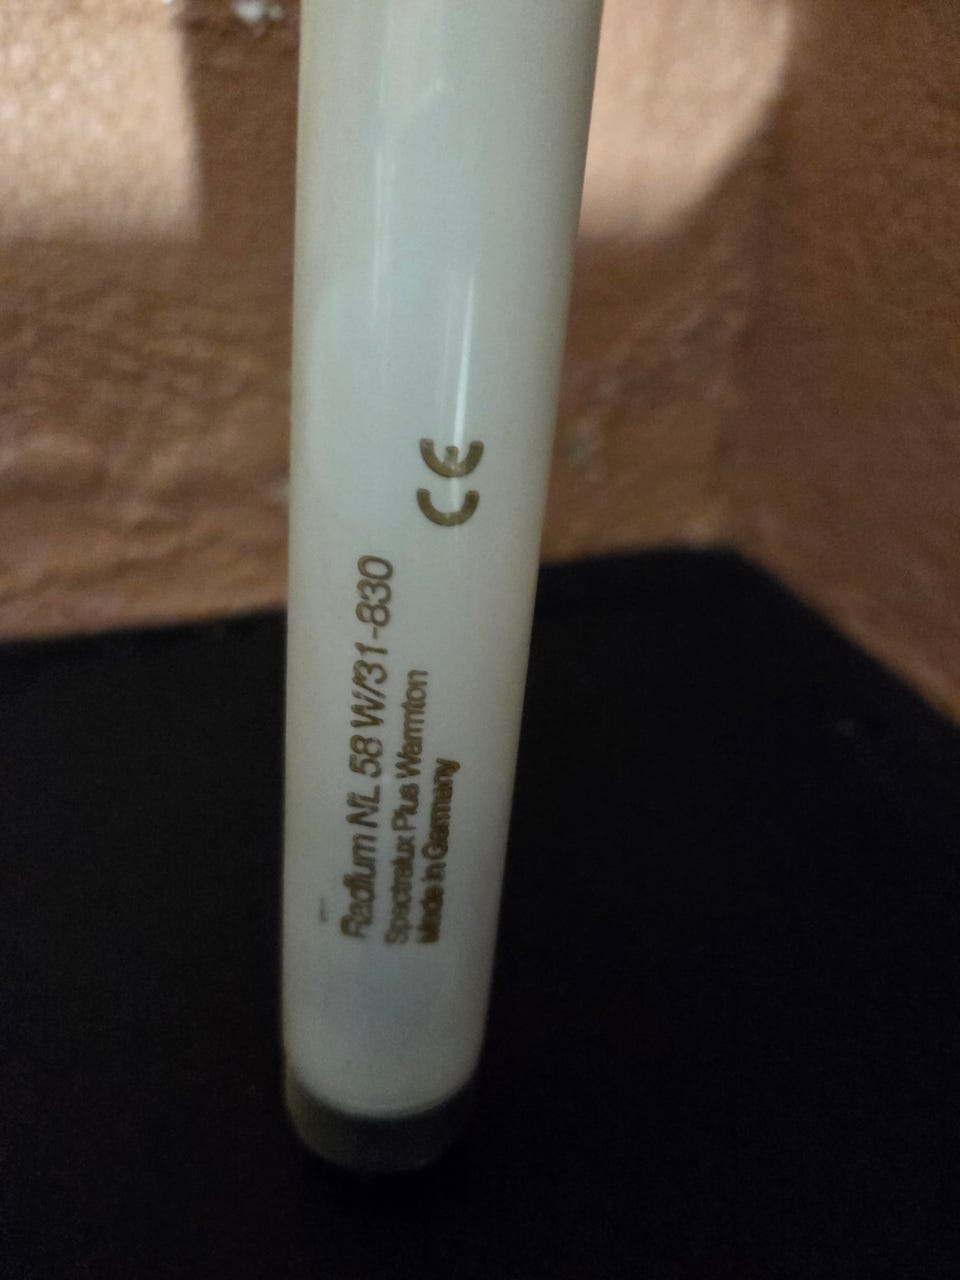 Radium NL 58 W/31-830
Spectralux Plus Warmton
Made in Germany
CE